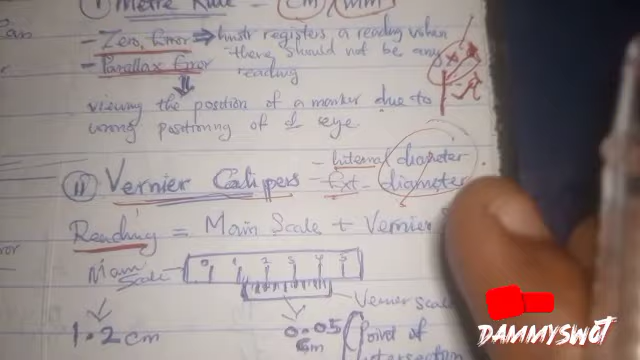 (i) Metre Rule - (cm) / (mm)
- Zero Error => Instr registers a reading when
there should not be any
reading
- Parallax Error
viewing the position of a marker due to
wrong positioning of d eye
(ii) Vernier Calipers - Internal diameter
- Ext - diameter
Reading = Main Scale + Vernier
Main Scale
0 1 2 3 4 5
Vernier scale
1.2 cm
0.05 cm
(Point of
intersection
DAMMYSWOT